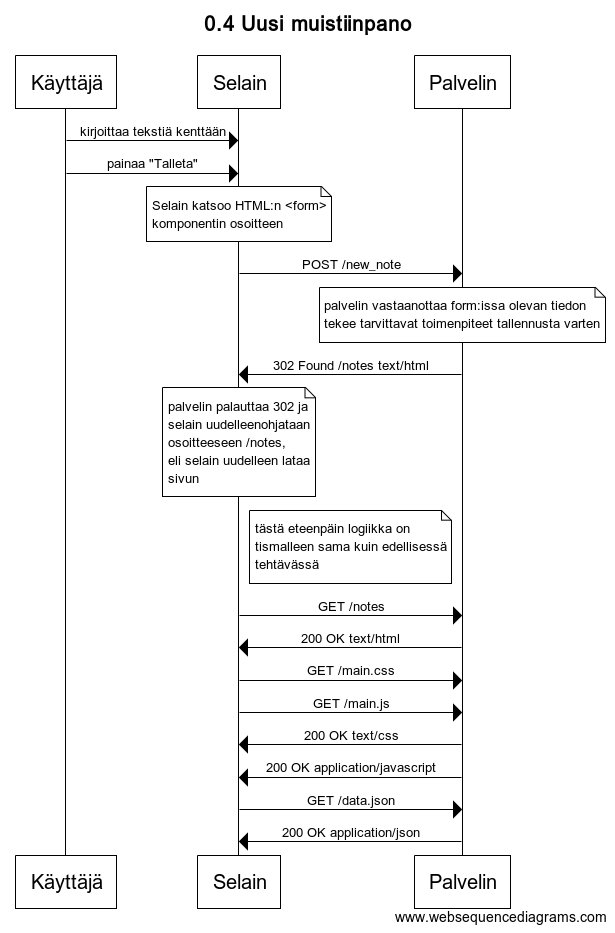 0.4 Uusi muistiinpano
Käyttäjä
Selain
Palvelin
kirjoittaa tekstiä kenttään
painaa "Talleta"
Selain katsoo HTML:n <form>
komponentin osoitteen
POST /new_note
palvelin vastaanottaa form:issa olevan tiedon
tekee tarvittavat toimenpiteet tallennusta varten
302 Found /notes text/html
palvelin palauttaa 302 ja
selain uudelleenohjataan
osoitteeseen /notes,
eli selain uudelleen lataa
sivun
tästä eteenpäin logiikka on
tismalleen sama kuin edellisessä
tehtävässä
GET /notes
200 OK text/html
GET /main.css
GET /main.js
200 OK text/css
200 OK application/javascript
GET /data.json
200 OK application/json
Käyttäjä
Selain
Palvelin
www.websequencediagrams.com